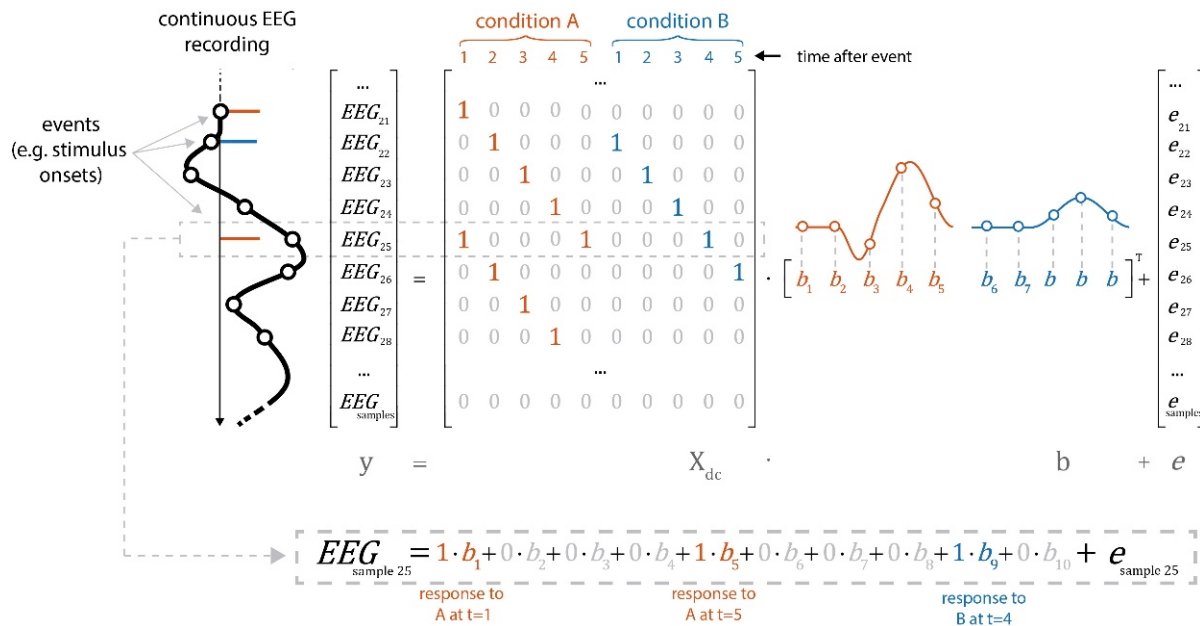 continuous EEG
recording
condition A condition B
1 2 3 4 5 1 2 3 4 5 time after event
events
(e.g. stimulus
onsets)
... ... ...
EEG21 1 0 0 0 0 0 0 0 0 0 e21
EEG22 0 1 0 0 0 1 0 0 0 0 e22
EEG23 0 0 1 0 0 0 1 0 0 0 e23
EEG24 0 0 0 1 0 0 0 1 0 0 e24
EEG25 1 0 0 0 1 0 0 0 1 0 e25
EEG26 = 0 1 0 0 0 0 0 0 0 1 · [b1 b2 b3 b4 b5 b6 b7 b b b]T + e26
EEG27 0 0 1 0 0 0 0 0 0 0 e27
EEG28 0 0 0 1 0 0 0 0 0 0 e28
... ... ...
EEGsamples 0 0 0 0 0 0 0 0 0 0 esamples
y = Xdc · b + e
EEGsample 25 = 1·b1+0·b2+0·b3+0·b4+1·b5+0·b6+0·b7+0·b8+1·b9+0·b10+ esample 25
response to response to response to
A at t=1 A at t=5 B at t=4